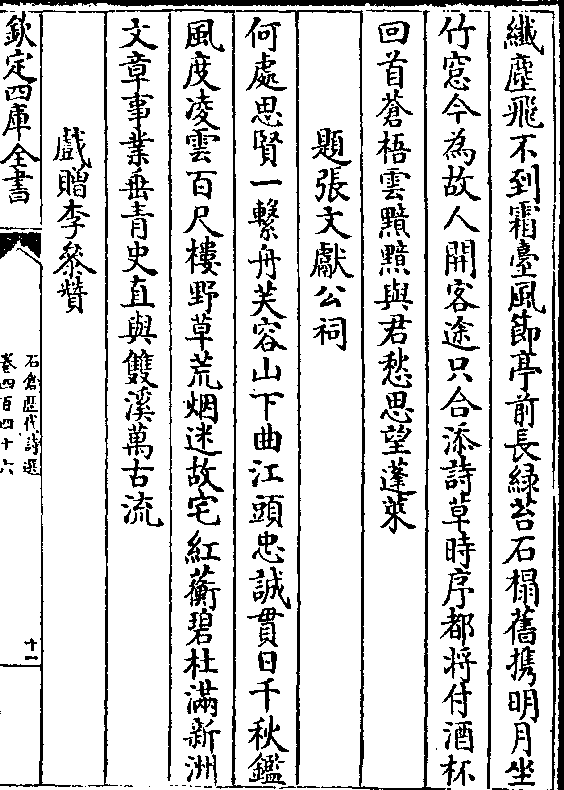 纎塵飛不到霜臺風節亭前長綠苔石榻舊携明月坐
竹窓今為故人開客途只合添詩草時序都將付酒杯
回首蒼梧雲黯黯與君愁思望蓬萊
題張文獻公祠
何處思賢一繫舟芙容山下曲江頭忠誠貫日千秋鑑
風度凌雲百尺樓野草荒烟迷故宅紅蘅碧杜滿新洲
文章事業垂青史直與雙溪萬古流
戲贈李叅贊
欽定四庫全書
石倉歷代詩選
卷四百四十六
十一